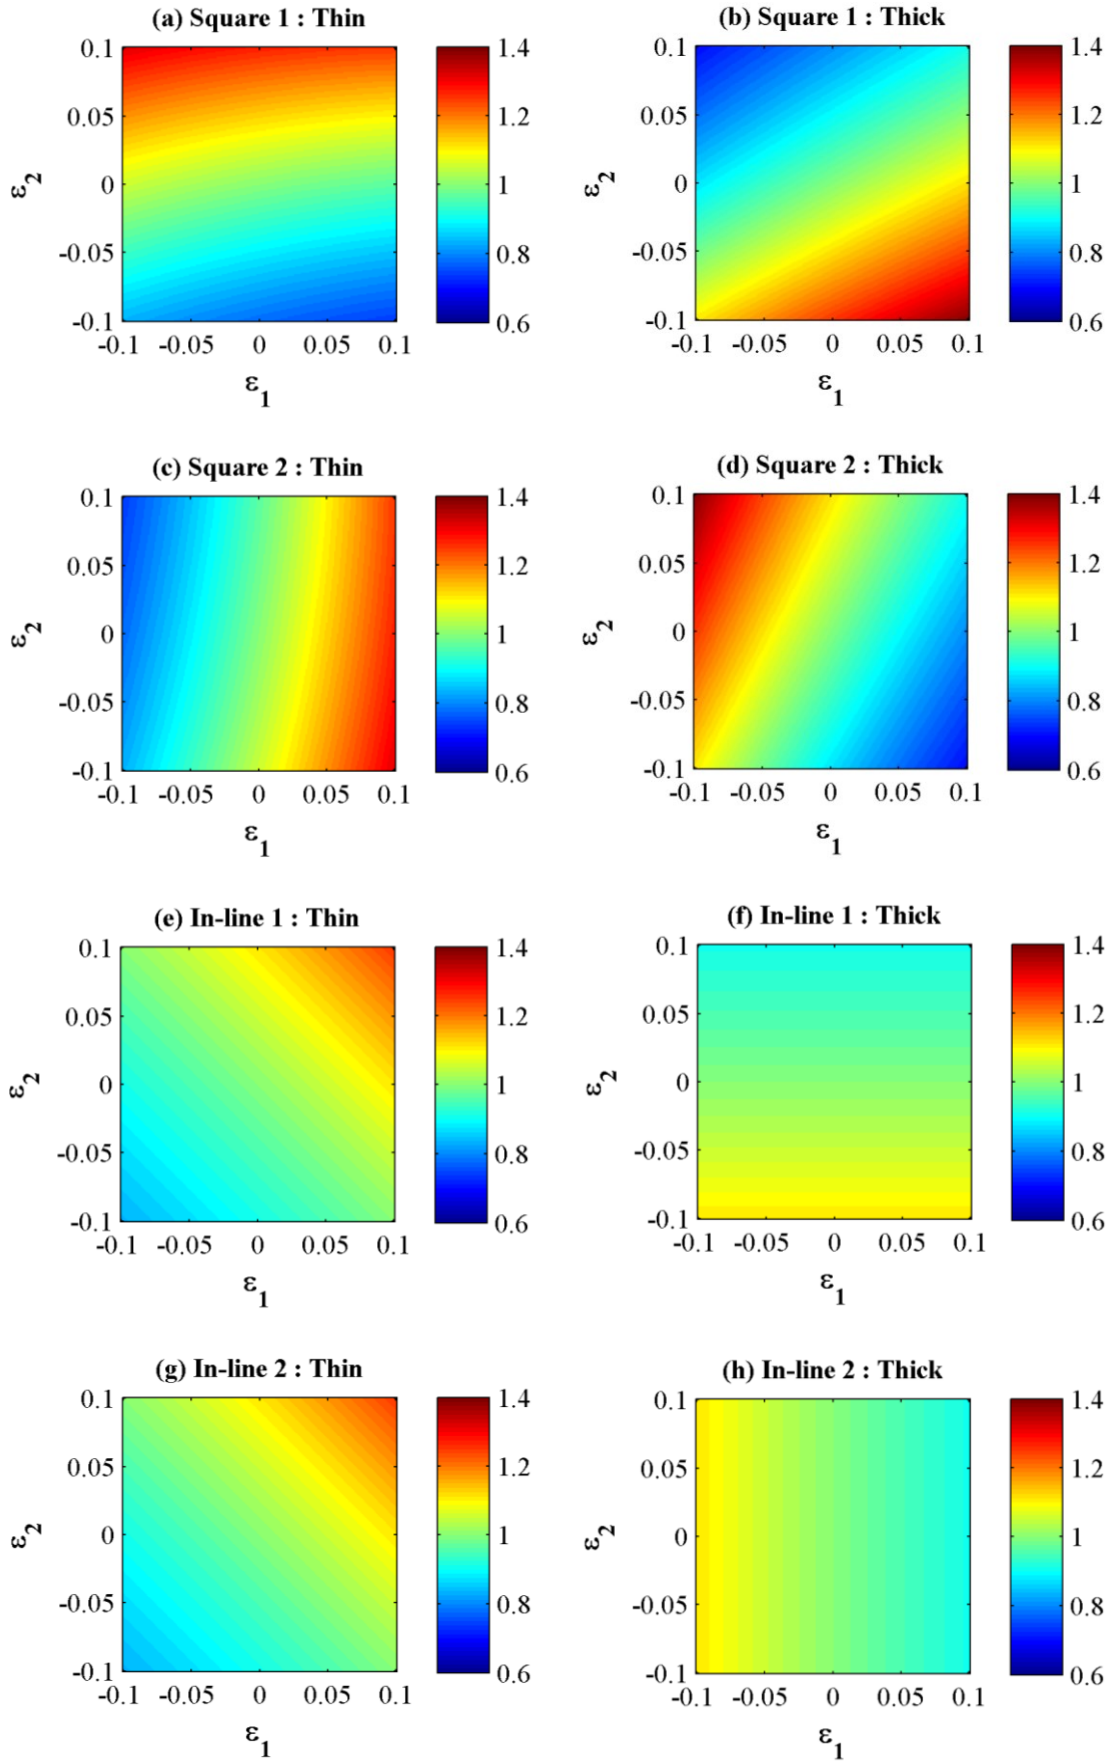 (a) Square 1 : Thin
0.1
0.05
0
-0.05
-0.1
ε2
-0.1 -0.05 0 0.05 0.1
ε1
1.4
1.2
1
0.8
0.6
(b) Square 1 : Thick
0.1
0.05
0
-0.05
-0.1
ε2
-0.1 -0.05 0 0.05 0.1
ε1
1.4
1.2
1
0.8
0.6
(c) Square 2 : Thin
0.1
0.05
0
-0.05
-0.1
ε2
-0.1 -0.05 0 0.05 0.1
ε1
1.4
1.2
1
0.8
0.6
(d) Square 2 : Thick
0.1
0.05
0
-0.05
-0.1
ε2
-0.1 -0.05 0 0.05 0.1
ε1
1.4
1.2
1
0.8
0.6
(e) In-line 1 : Thin
0.1
0.05
0
-0.05
-0.1
ε2
-0.1 -0.05 0 0.05 0.1
ε1
1.4
1.2
1
0.8
0.6
(f) In-line 1 : Thick
0.1
0.05
0
-0.05
-0.1
ε2
-0.1 -0.05 0 0.05 0.1
ε1
1.4
1.2
1
0.8
0.6
(g) In-line 2 : Thin
0.1
0.05
0
-0.05
-0.1
ε2
-0.1 -0.05 0 0.05 0.1
ε1
1.4
1.2
1
0.8
0.6
(h) In-line 2 : Thick
0.1
0.05
0
-0.05
-0.1
ε2
-0.1 -0.05 0 0.05 0.1
ε1
1.4
1.2
1
0.8
0.6